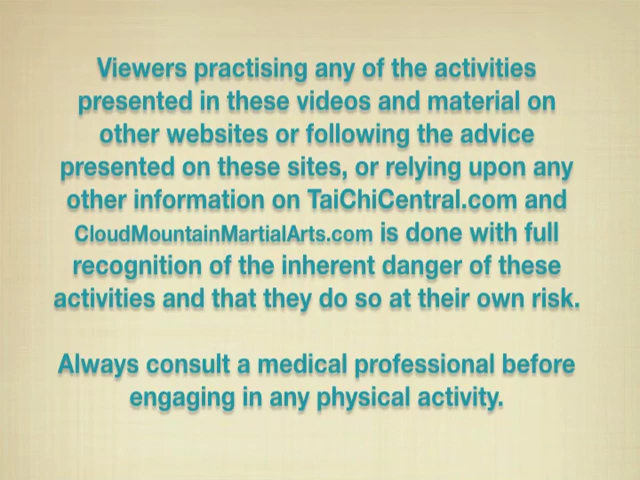 Viewers practising any of the activities
presented in these videos and material on
other websites or following the advice
presented on these sites, or relying upon any
other information on TaiChiCentral.com and
CloudMountainMartialArts.com is done with full
recognition of the inherent danger of these
activities and that they do so at their own risk.
Always consult a medical professional before
engaging in any physical activity.